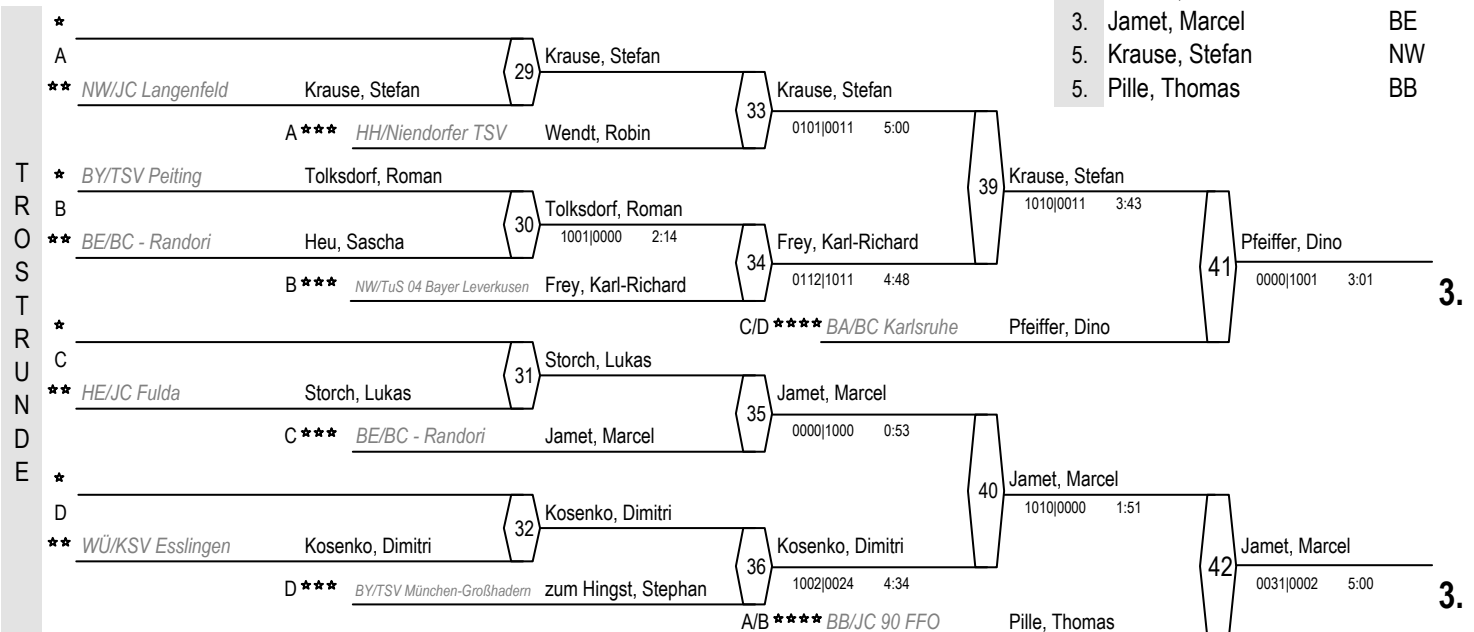 3. Jamet, Marcel BE
5. Krause, Stefan NW
5. Pille, Thomas BB
TROSTRUNDE
A
29 Krause, Stefan
** NW/JC Langenfeld Krause, Stefan
33 Krause, Stefan
0101|0011 5:00
A *** HH/Niendorfer TSV Wendt, Robin
39 Krause, Stefan
1010|0011 3:43
* BY/TSV Peiting Tolksdorf, Roman
B
30 Tolksdorf, Roman
1001|0000 2:14
** BE/BC - Randori Heu, Sascha
34 Frey, Karl-Richard
0112|1011 4:48
B *** NW/TuS 04 Bayer Leverkusen Frey, Karl-Richard
41 Pfeiffer, Dino
0000|1001 3:01
3.
C/D **** BA/BC Karlsruhe Pfeiffer, Dino
*
C
31 Storch, Lukas
** HE/JC Fulda Storch, Lukas
35 Jamet, Marcel
0000|1000 0:53
C *** BE/BC - Randori Jamet, Marcel
40 Jamet, Marcel
1010|0000 1:51
*
D
32 Kosenko, Dimitri
** WÜ/KSV Esslingen Kosenko, Dimitri
36 Kosenko, Dimitri
1002|0024 4:34
D *** BY/TSV München-Großhadern zum Hingst, Stephan
42 Jamet, Marcel
0031|0002 5:00
3.
A/B **** BB/JC 90 FFO Pille, Thomas